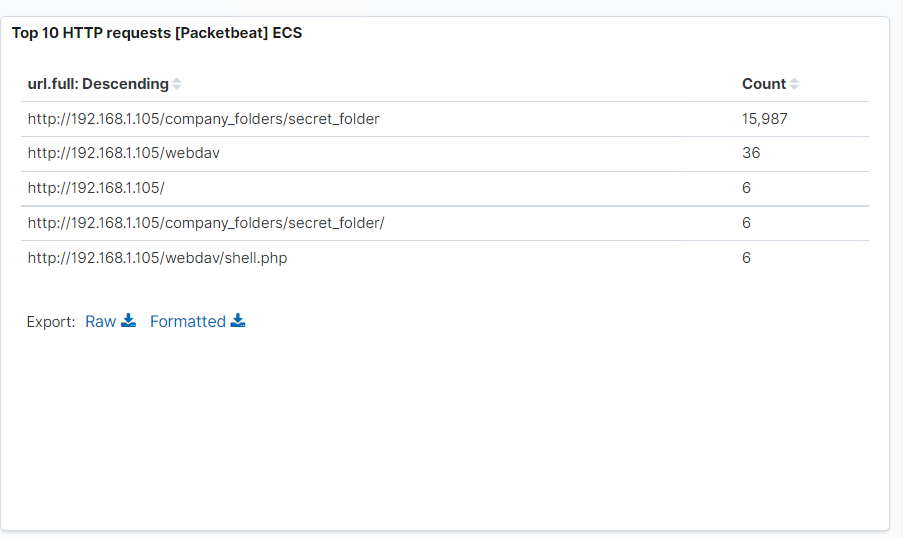 Top 10 HTTP requests [Packetbeat] ECS
url.full: Descending Count
http://192.168.1.105/company_folders/secret_folder 15,987
http://192.168.1.105/webdav 36
http://192.168.1.105/ 6
http://192.168.1.105/company_folders/secret_folder/ 6
http://192.168.1.105/webdav/shell.php 6
Export: Raw Formatted